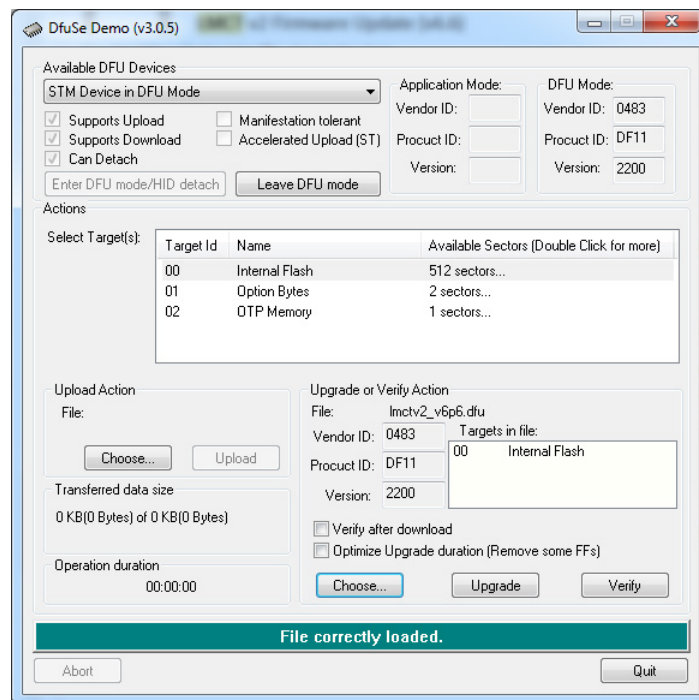 DfuSe Demo (v3.0.5)
Available DFU Devices
STM Device in DFU Mode
Supports Upload
Manifestation tolerant
Supports Download
Accelerated Upload (ST)
Can Detach
Enter DFU mode/HID detach
Leave DFU mode
Application Mode:
Vendor ID:
Procuct ID:
Version:
DFU Mode:
Vendor ID: 0483
Procuct ID: DF11
Version: 2200
Actions
Select Target(s):
Target Id Name Available Sectors (Double Click for more)
00 Internal Flash 512 sectors...
01 Option Bytes 2 sectors...
02 OTP Memory 1 sectors...
Upload Action
File:
Choose... Upload
Transferred data size
0 KB(0 Bytes) of 0 KB(0 Bytes)
Operation duration
00:00:00
Upgrade or Verify Action
File: lmctv2_v6p6.dfu
Vendor ID: 0483
Procuct ID: DF11
Version: 2200
Targets in file:
00 Internal Flash
Verify after download
Optimize Upgrade duration (Remove some FFs)
Choose... Upgrade Verify
File correctly loaded.
Abort Quit